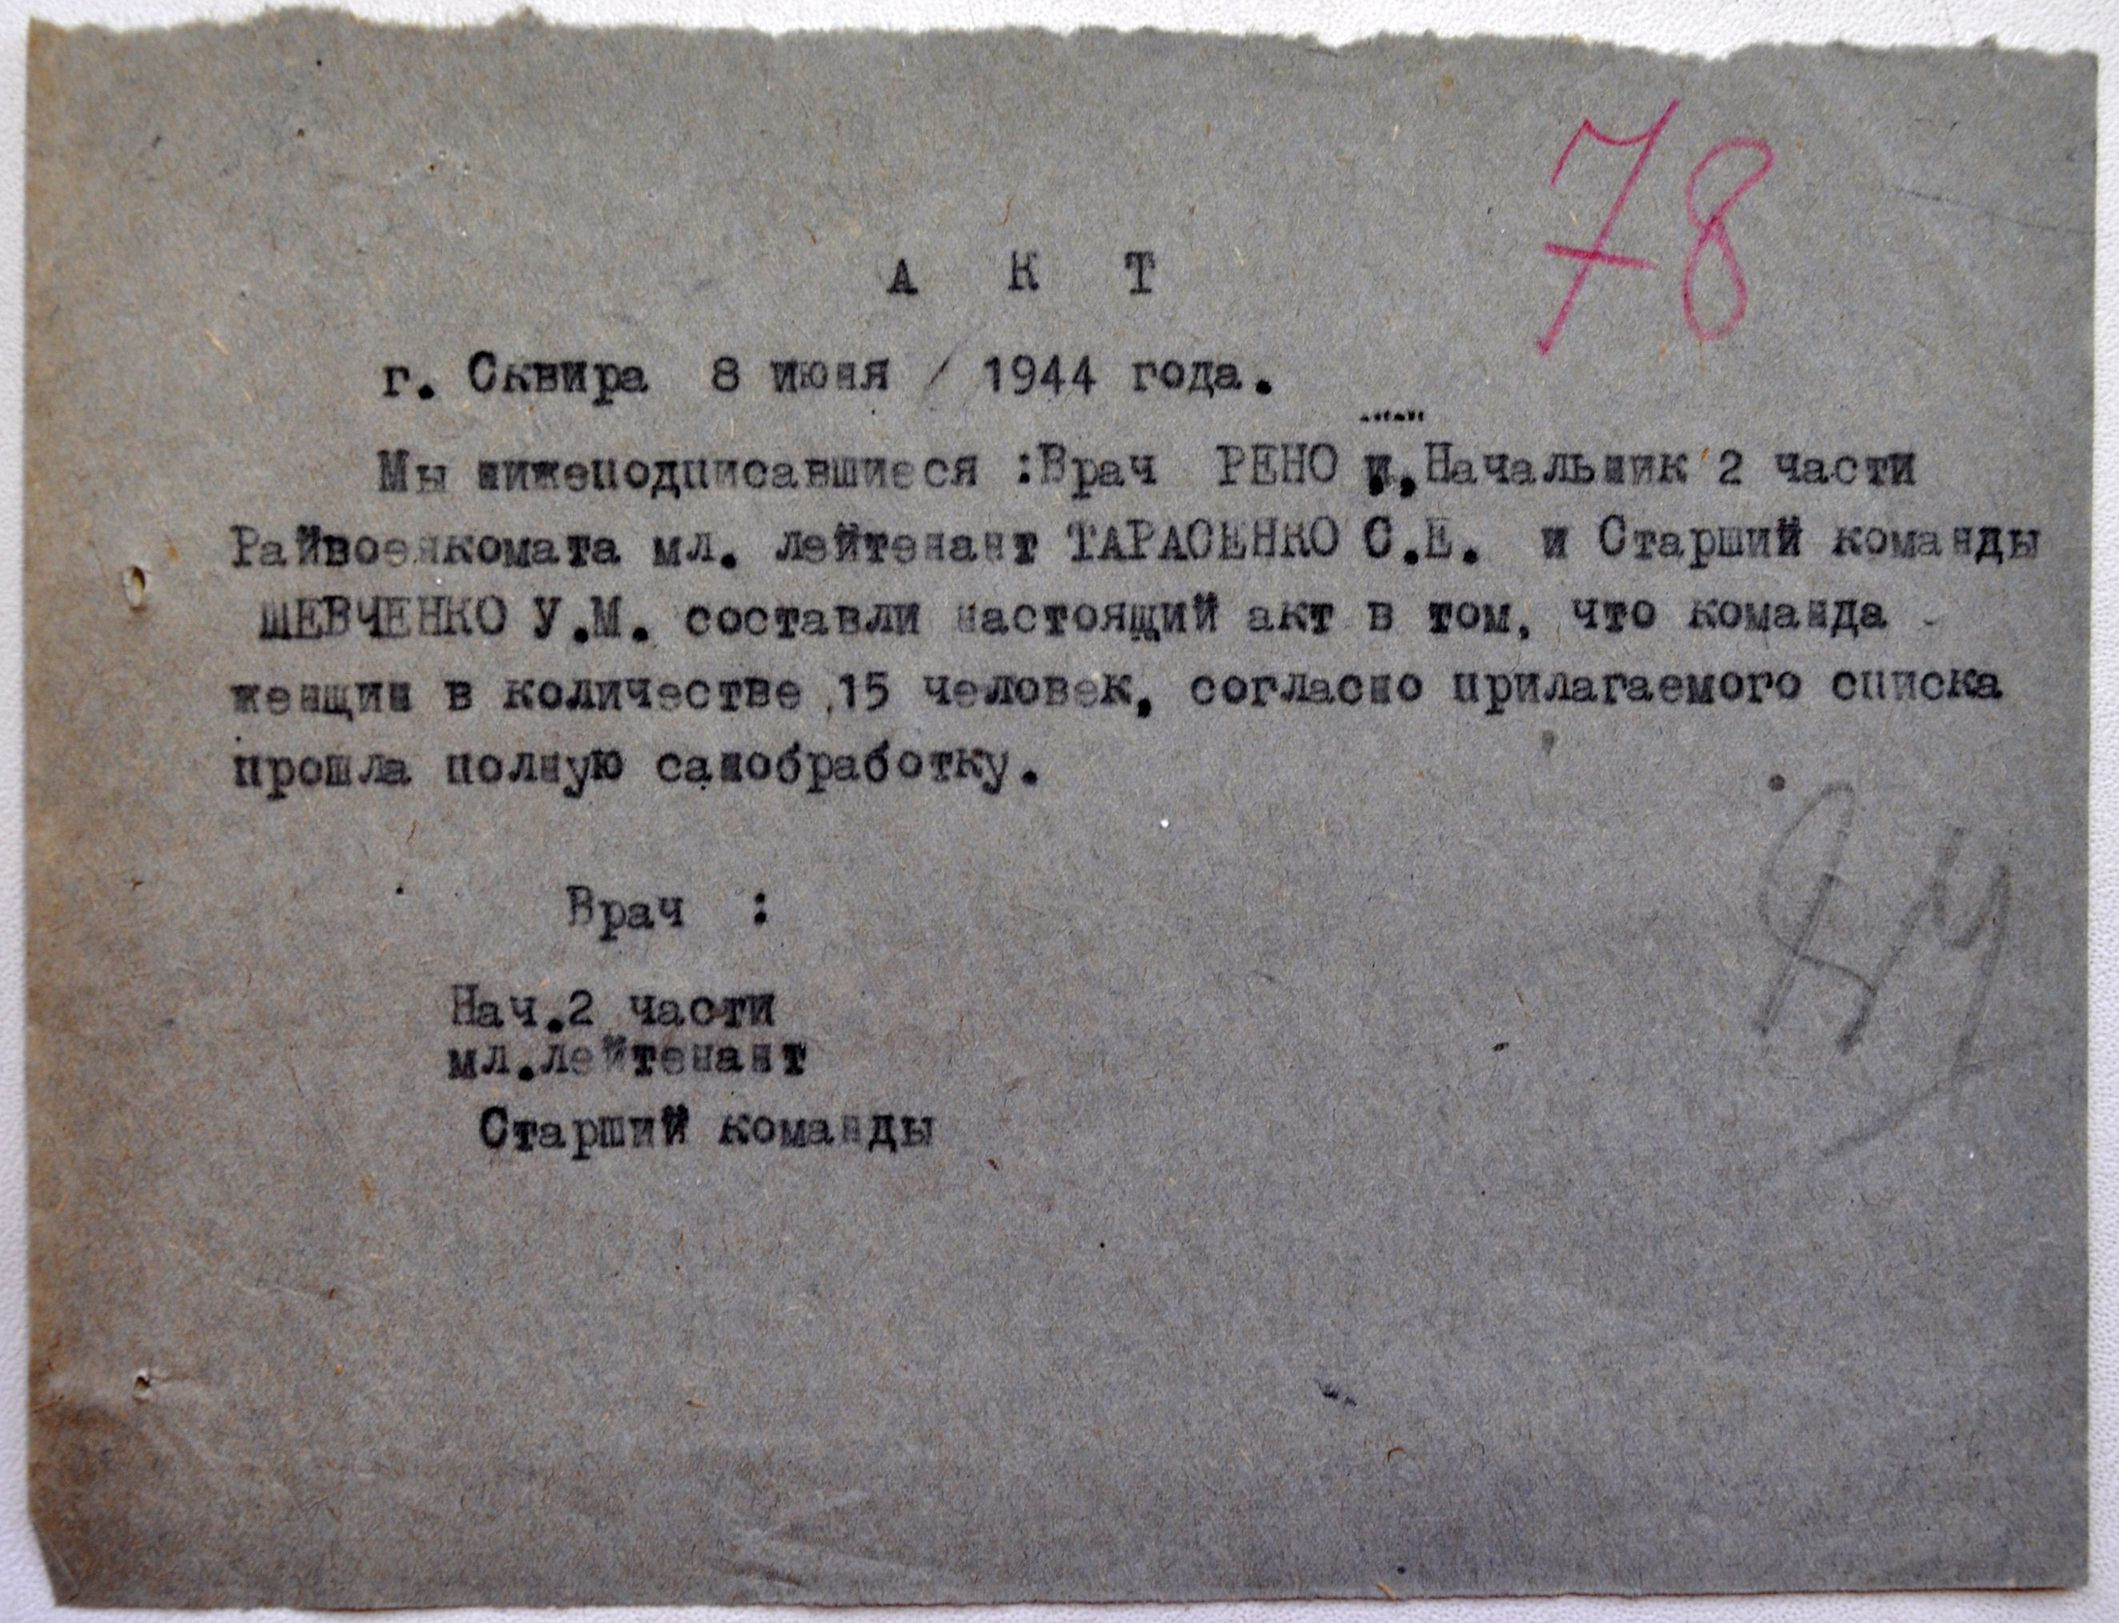 78
А К Т
г. Сквира 8 июня / 1944 года.
Мы нижеподписавшиеся :Врач РЕНО и,Начальник 2 части
Райвоенкомата мл. лейтенант ТАРАСЕНКО С.Е. и Старший команды
ШЕВЧЕНКО У.М. составли настоящий акт в том, что команда
женщин в количестве 15 человек, согласно прилагаемого списка
прошла полную санобработку.
Врач :
Нач.2 части
мл.лейтенант
Старший команды